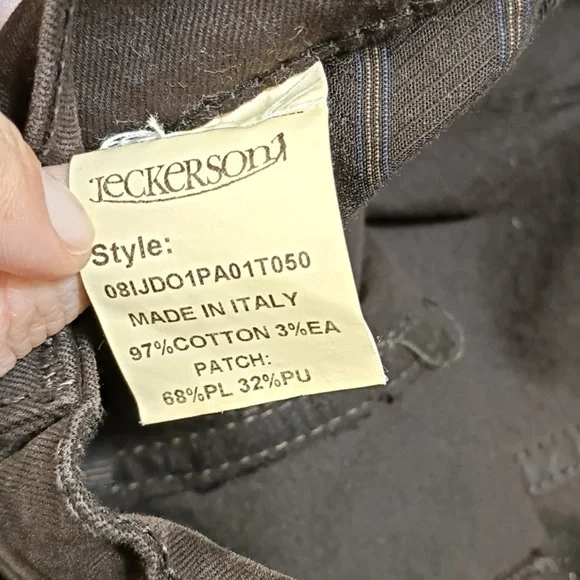 JECKERSON
Style:
08IJDO1PA01T050
MADE IN ITALY
97%COTTON 3%EA
PATCH:
68%PL 32%PU